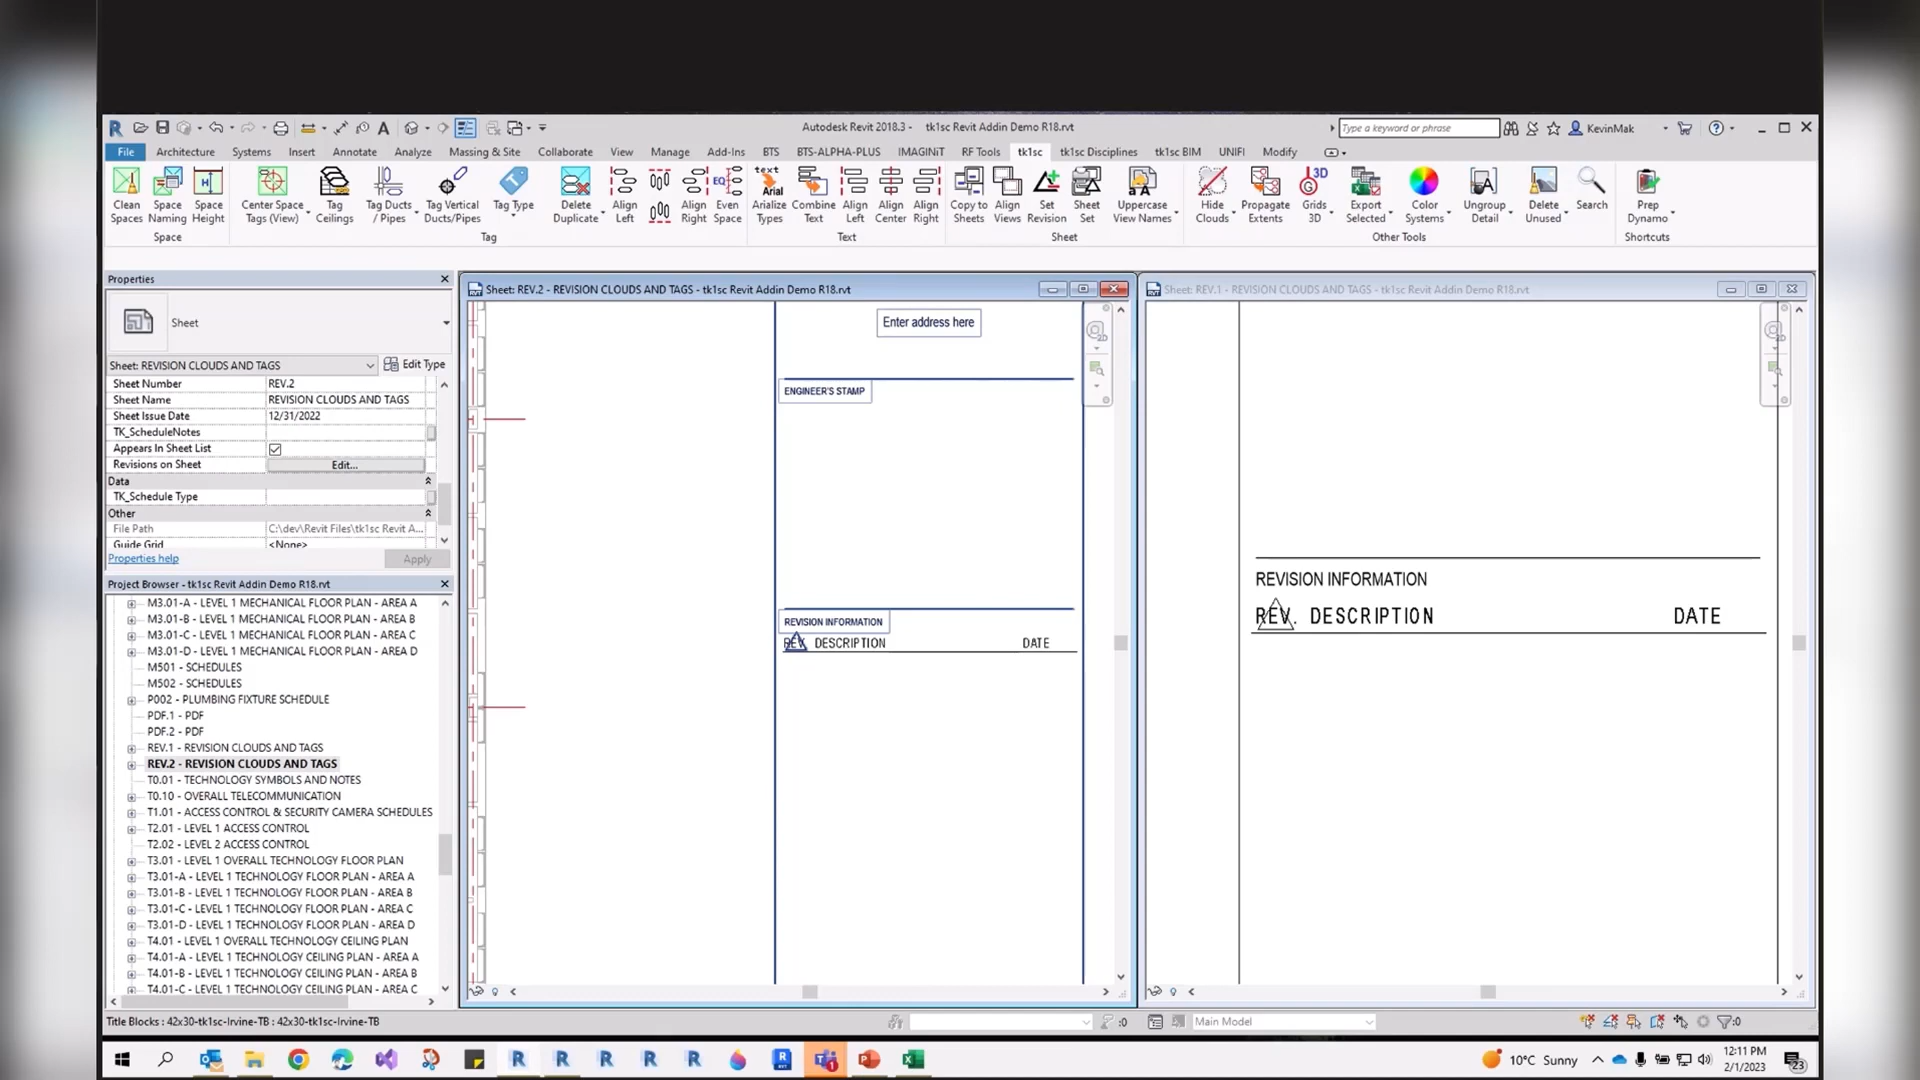 Autodesk Revit 2018.3 - tk1sc Revit Addin Demo R18.rvt
Type a keyword or phrase
KevinMak
File Architecture Systems Insert Annotate Analyze Massing & Site Collaborate View Manage Add-Ins BTS BTS-ALPHA-PLUS IMAGINiT RF Tools tk1sc tk1sc Disciplines tk1sc BIM UNIFI Modify
Clean Spaces
Space Naming
Space Height
Center Space Tags (View)
Tag Ceilings
Tag Ducts / Pipes
Tag Vertical Ducts/Pipes
Tag Type
Delete Duplicate
Align Left
Align Right
EQ
Even Space
text
Arial
Arialize Types
Combine Text
Align Left
Align Center
Align Right
Copy to Sheets
Align Views
Set Revision
Sheet Set
Uppercase View Names
Hide Clouds
Propagate Extents
3D
Grids 3D
Export Selected
Color Systems
Ungroup Detail
Delete Unused
Search
Prep Dynamo
Space Tag Text Sheet Other Tools Shortcuts
Properties
Sheet
Sheet: REVISION CLOUDS AND TAGS
Edit Type
Sheet Number REV.2
Sheet Name REVISION CLOUDS AND TAGS
Sheet Issue Date 12/31/2022
TK_ScheduleNotes
Appears In Sheet List
Revisions on Sheet Edit...
Data
TK_Schedule Type
Other
File Path C:\dev\Revit Files\tk1sc Revit A...
Guide Grid <None>
Properties help
Apply
Project Browser - tk1sc Revit Addin Demo R18.rvt
M3.01-A - LEVEL 1 MECHANICAL FLOOR PLAN - AREA A
M3.01-B - LEVEL 1 MECHANICAL FLOOR PLAN - AREA B
M3.01-C - LEVEL 1 MECHANICAL FLOOR PLAN - AREA C
M3.01-D - LEVEL 1 MECHANICAL FLOOR PLAN - AREA D
M501 - SCHEDULES
M502 - SCHEDULES
P002 - PLUMBING FIXTURE SCHEDULE
PDF.1 - PDF
PDF.2 - PDF
REV.1 - REVISION CLOUDS AND TAGS
REV.2 - REVISION CLOUDS AND TAGS
T0.01 - TECHNOLOGY SYMBOLS AND NOTES
T0.10 - OVERALL TELECOMMUNICATION
T1.01 - ACCESS CONTROL & SECURITY CAMERA SCHEDULES
T2.01 - LEVEL 1 ACCESS CONTROL
T2.02 - LEVEL 2 ACCESS CONTROL
T3.01 - LEVEL 1 OVERALL TECHNOLOGY FLOOR PLAN
T3.01-A - LEVEL 1 TECHNOLOGY FLOOR PLAN - AREA A
T3.01-B - LEVEL 1 TECHNOLOGY FLOOR PLAN - AREA B
T3.01-C - LEVEL 1 TECHNOLOGY FLOOR PLAN - AREA C
T3.01-D - LEVEL 1 TECHNOLOGY FLOOR PLAN - AREA D
T4.01 - LEVEL 1 OVERALL TECHNOLOGY CEILING PLAN
T4.01-A - LEVEL 1 TECHNOLOGY CEILING PLAN - AREA A
T4.01-B - LEVEL 1 TECHNOLOGY CEILING PLAN - AREA B
T4.01-C - LEVEL 1 TECHNOLOGY CEILING PLAN - AREA C
Sheet: REV.2 - REVISION CLOUDS AND TAGS - tk1sc Revit Addin Demo R18.rvt
Enter address here
ENGINEER'S STAMP
REVISION INFORMATION
REV. DESCRIPTION DATE
Sheet: REV.1 - REVISION CLOUDS AND TAGS - tk1sc Revit Addin Demo R18.rvt
REVISION INFORMATION
REV. DESCRIPTION DATE
Title Blocks : 42x30-tk1sc-Irvine-TB : 42x30-tk1sc-Irvine-TB
:0
Main Model
:0
10°C Sunny
12:11 PM
2/1/2023
23